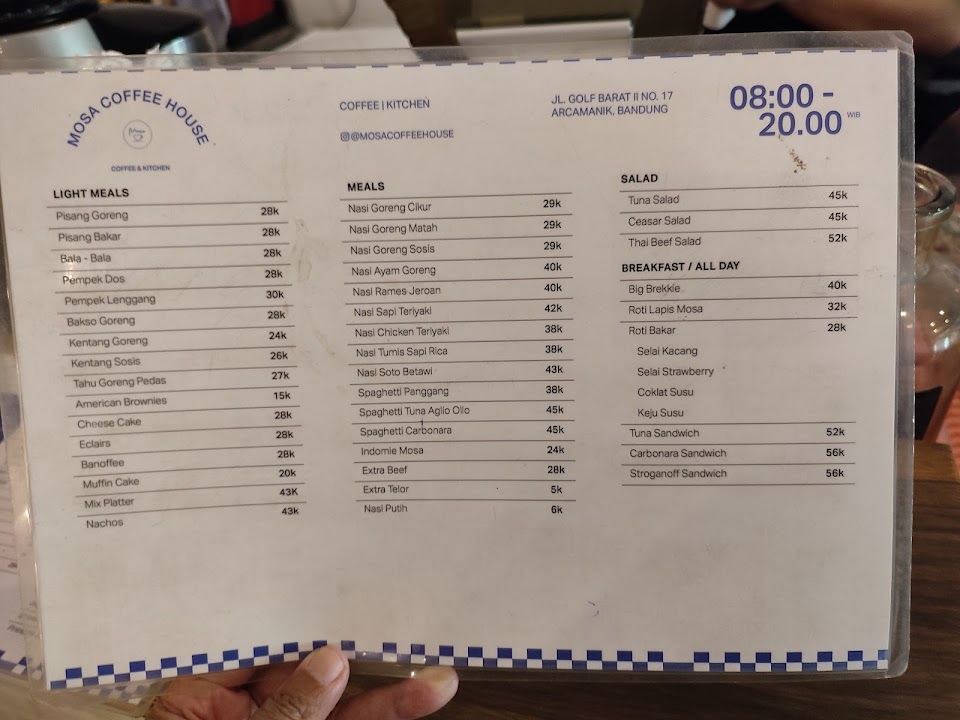 MOSA COFFEE HOUSE
COFFEE & KITCHEN
COFFEE | KITCHEN
@MOSACOFFEEHOUSE
JL. GOLF BARAT II NO. 17
ARCAMANIK, BANDUNG
08:00 -
20.00 WIB
LIGHT MEALS
Pisang Goreng 28k
Pisang Bakar 28k
Bala - Bala 28k
Pempek Dos 28k
Pempek Lenggang 30k
Bakso Goreng 28k
Kentang Goreng 24k
Kentang Sosis 26k
Tahu Goreng Pedas 27k
American Brownies 15k
Cheese Cake 28k
Eclairs 28k
Banoffee 28k
Muffin Cake 20k
Mix Platter 43K
Nachos 43k
MEALS
Nasi Goreng Cikur 29k
Nasi Goreng Matah 29k
Nasi Goreng Sosis 29k
Nasi Ayam Goreng 40k
Nasi Rames Jeroan 40k
Nasi Sapi Teriyaki 42k
Nasi Chicken Teriyaki 38k
Nasi Tumis Sapi Rica 38k
Nasi Soto Betawi 43k
Spaghetti Panggang 38k
Spaghetti Tuna Aglio Olio 45k
Spaghetti Carbonara 45k
Indomie Mosa 24k
Extra Beef 28k
Extra Telor 5k
Nasi Putih 6k
SALAD
Tuna Salad 45k
Ceasar Salad 45k
Thai Beef Salad 52k
BREAKFAST / ALL DAY
Big Brekkie 40k
Roti Lapis Mosa 32k
Roti Bakar 28k
Selai Kacang
Selai Strawberry
Coklat Susu
Keju Susu
Tuna Sandwich 52k
Carbonara Sandwich 56k
Stroganoff Sandwich 56k